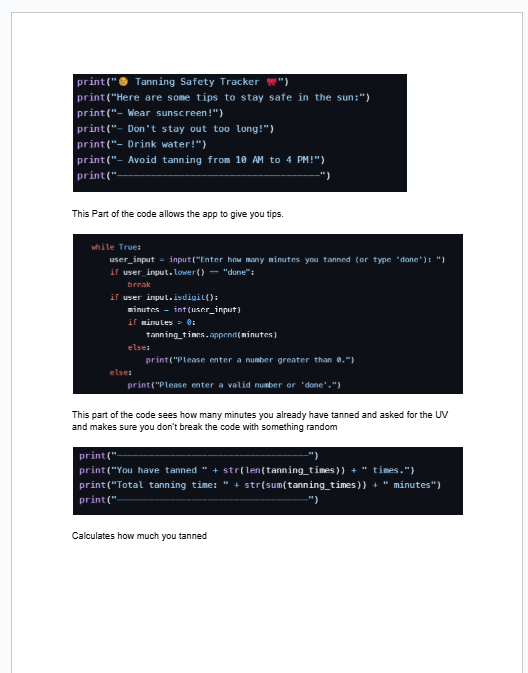 print("🌞 Tanning Safety Tracker 🎀")
print("Here are some tips to stay safe in the sun:")
print("- Wear sunscreen!")
print("- Don't stay out too long!")
print("- Drink water!")
print("- Avoid tanning from 10 AM to 4 PM!")
print("------------------------------------")
This Part of the code allows the app to give you tips.
while True:
user_input = input("Enter how many minutes you tanned (or type 'done'): ")
if user_input.lower() == "done":
break
if user_input.isdigit():
minutes = int(user_input)
if minutes > 0:
tanning_times.append(minutes)
else:
print("Please enter a number greater than 0.")
else:
print("Please enter a valid number or 'done'.")
This part of the code sees how many minutes you already have tanned and asked for the UV
and makes sure you don't break the code with something random
print("------------------------------------")
print("You have tanned " + str(len(tanning_times)) + " times.")
print("Total tanning time: " + str(sum(tanning_times)) + " minutes")
print("------------------------------------")
Calculates how much you tanned